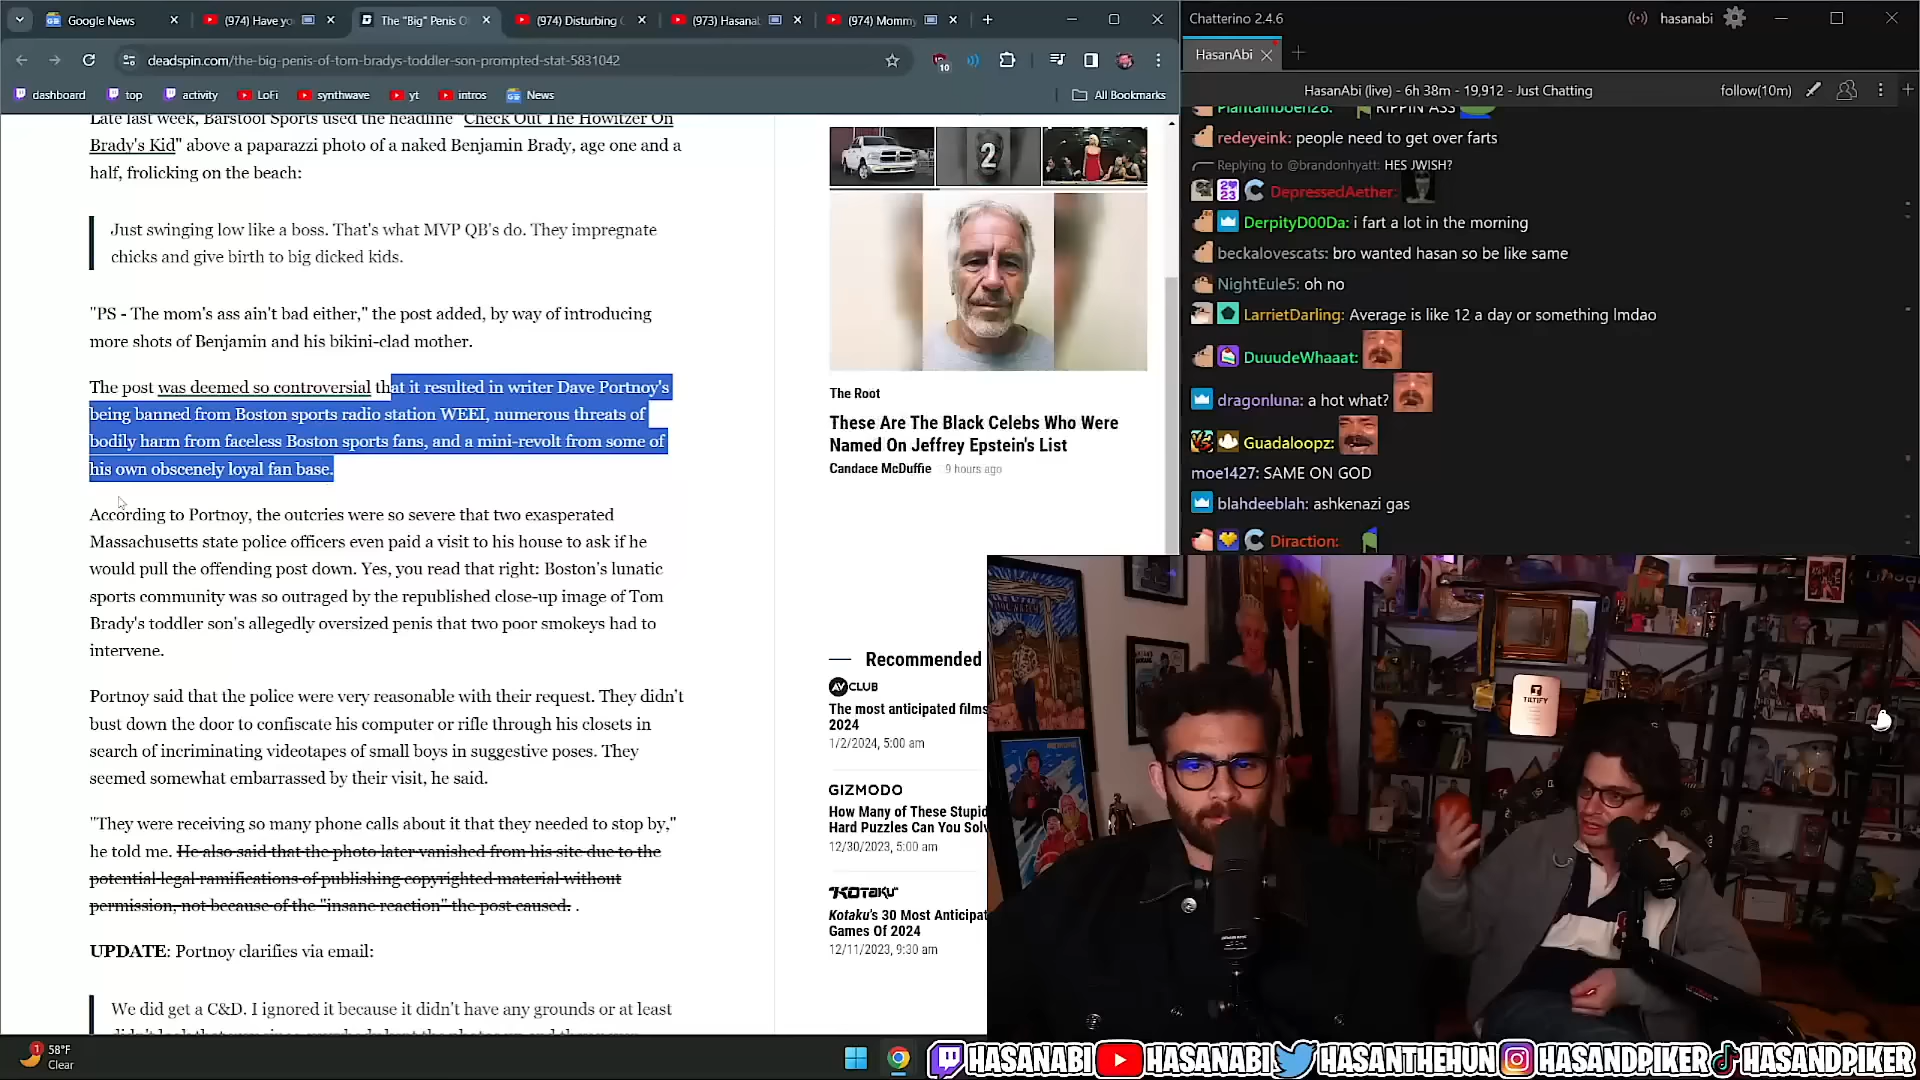 Google News
(974) Have yo
The "Big" Penis O
(974) Disturbing
(973) Hasana
(974) Mommy
deadspin.com/the-big-penis-of-tom-bradys-toddler-son-prompted-stat-5831042
10
dashboard
top
activity
LoFi
synthwave
yt
intros
News
All Bookmarks
Late last week, Barstool Sports used the headline "Check Out The Howitzer On
Brady's Kid" above a paparazzi photo of a naked Benjamin Brady, age one and a
half, frolicking on the beach:
Just swinging low like a boss. That's what MVP QB's do. They impregnate
chicks and give birth to big dicked kids.
"PS - The mom's ass ain't bad either," the post added, by way of introducing
more shots of Benjamin and his bikini-clad mother.
The post was deemed so controversial that it resulted in writer Dave Portnoy's
being banned from Boston sports radio station WEEI, numerous threats of
bodily harm from faceless Boston sports fans, and a mini-revolt from some of
his own obscenely loyal fan base.
According to Portnoy, the outcries were so severe that two exasperated
Massachusetts state police officers even paid a visit to his house to ask if he
would pull the offending post down. Yes, you read that right: Boston's lunatic
sports community was so outraged by the republished close-up image of Tom
Brady's toddler son's allegedly oversized penis that two poor smokeys had to
intervene.
Portnoy said that the police were very reasonable with their request. They didn't
bust down the door to confiscate his computer or rifle through his closets in
search of incriminating videotapes of small boys in suggestive poses. They
seemed somewhat embarrassed by their visit, he said.
"They were receiving so many phone calls about it that they needed to stop by,"
he told me. He also said that the photo later vanished from his site due to the
potential legal ramifications of publishing copyrighted material without
permission, not because of the "insane reaction" the post caused. .
UPDATE: Portnoy clarifies via email:
We did get a C&D. I ignored it because it didn't have any grounds or at least
2
The Root
These Are The Black Celebs Who Were
Named On Jeffrey Epstein's List
Candace McDuffie 9 hours ago
Recommended
AV CLUB
The most anticipated films
2024
1/2/2024, 5:00 am
GIZMODO
How Many of These Stupid
Hard Puzzles Can You Solv
12/30/2023, 5:00 am
KOTAKU
Kotaku's 30 Most Anticipat
Games Of 2024
12/11/2023, 9:30 am
Chatterino 2.4.6
hasanabi
HasanAbi
HasanAbi (live) - 6h 38m - 19,912 - Just Chatting
follow(10m)
RIPPIN ASS
redeyeink: people need to get over farts
Replying to @brandonhyatt: HES JWISH?
DepressedAether:
DerpityD00Da: i fart a lot in the morning
beckalovescats: bro wanted hasan so be like same
NightEule5: oh no
LarrietDarling: Average is like 12 a day or something lmdao
DuuudeWhaaat:
dragonluna: a hot what?
Guadaloopz:
moe1427: SAME ON GOD
blahdeeblah: ashkenazi gas
Diraction:
TILTIFY
1
58°F
Clear
HASANABI
HASANABI
HASANTHEHUN
HASANDPIKER
HASANDPIKER